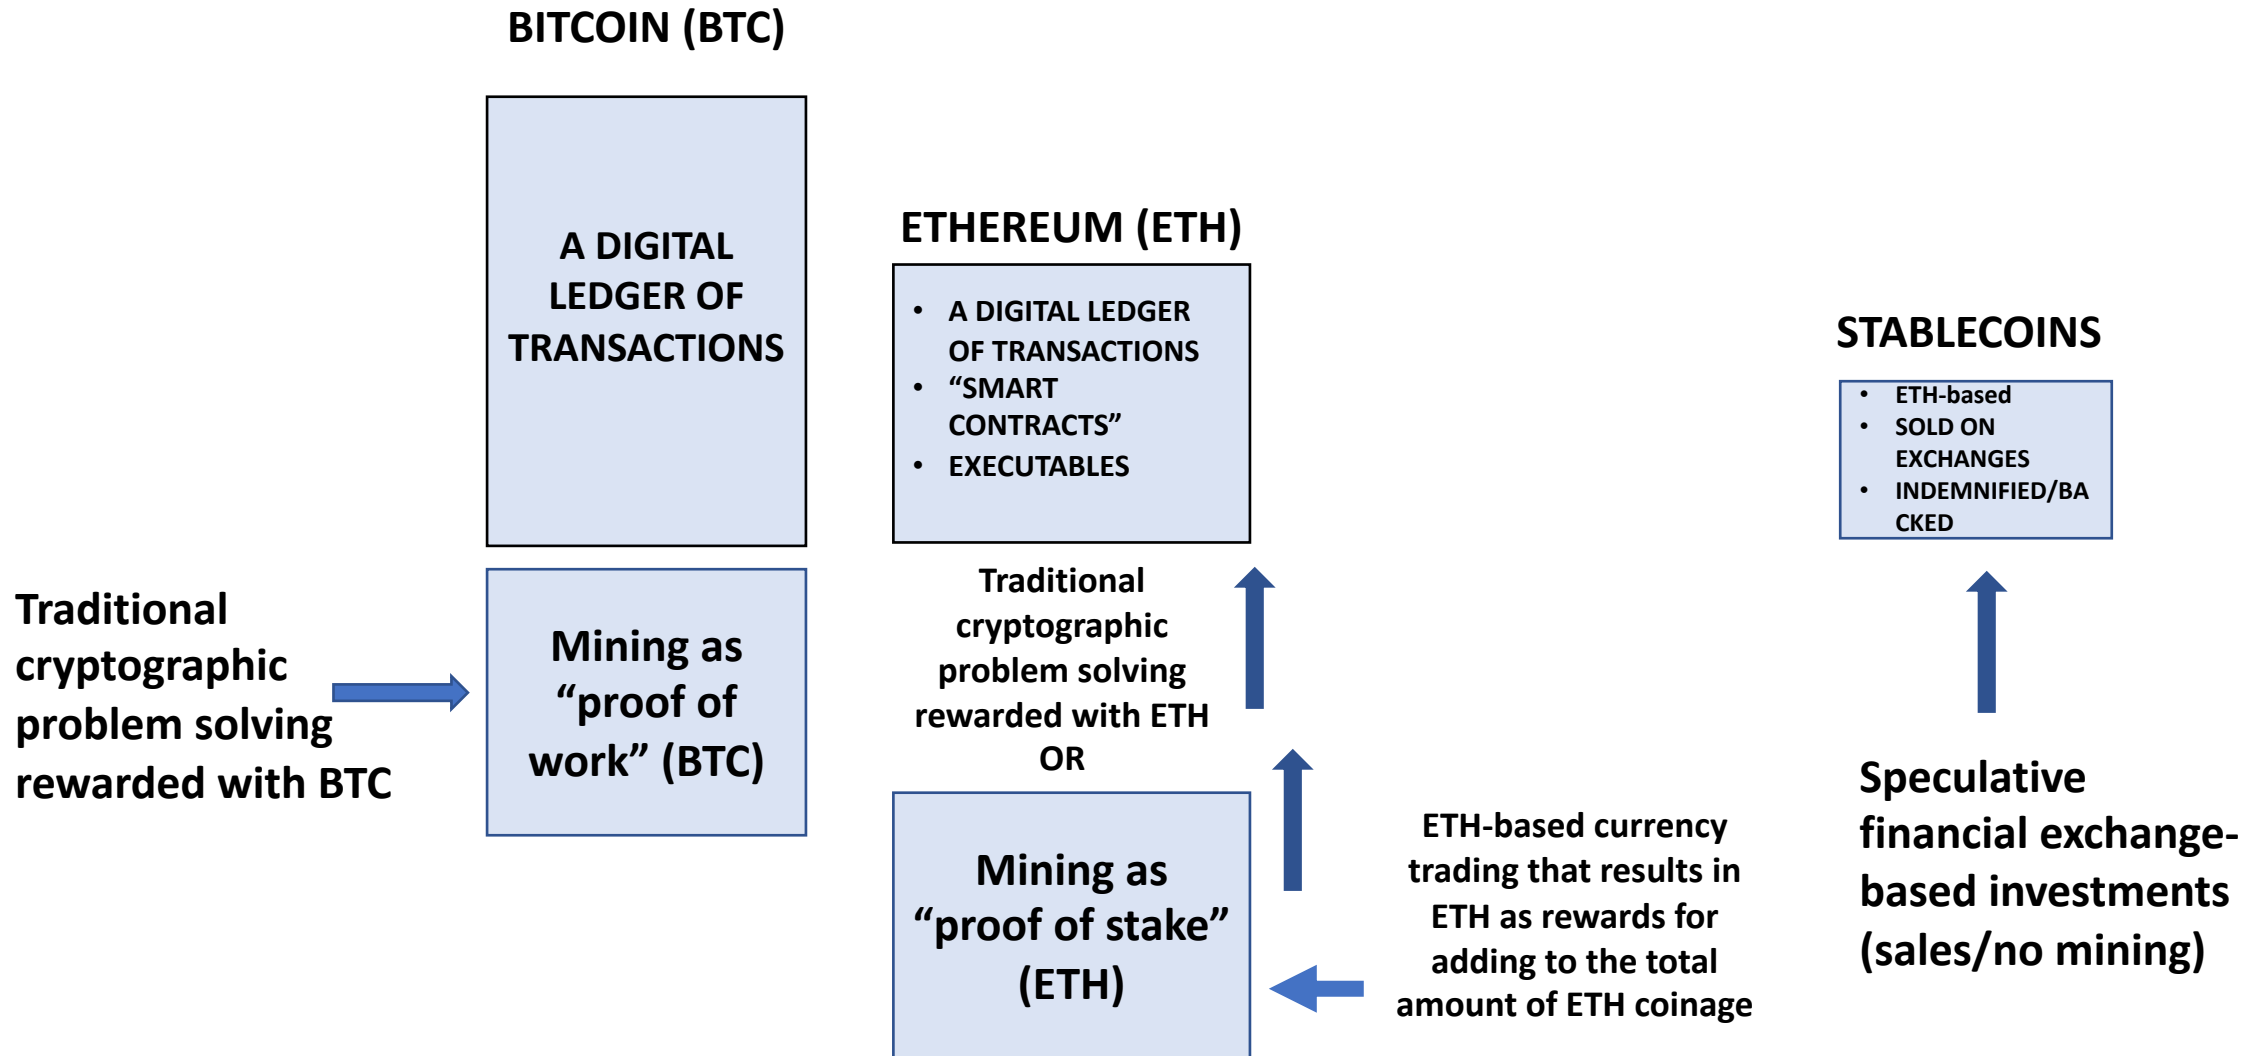 BITCOIN (BTC)
A DIGITAL
LEDGER OF
TRANSACTIONS
Traditional
cryptographic
problem solving
rewarded with BTC
Mining as
“proof of
work” (BTC)
ETHEREUM (ETH)
• A DIGITAL LEDGER
OF TRANSACTIONS
• “SMART
CONTRACTS”
• EXECUTABLES
Traditional
cryptographic
problem solving
rewarded with ETH
OR
Mining as
“proof of stake”
(ETH)
ETH-based currency
trading that results in
ETH as rewards for
adding to the total
amount of ETH coinage
STABLECOINS
• ETH-based
• SOLD ON
EXCHANGES
• INDEMNIFIED/BA
CKED
Speculative
financial exchange-
based investments
(sales/no mining)